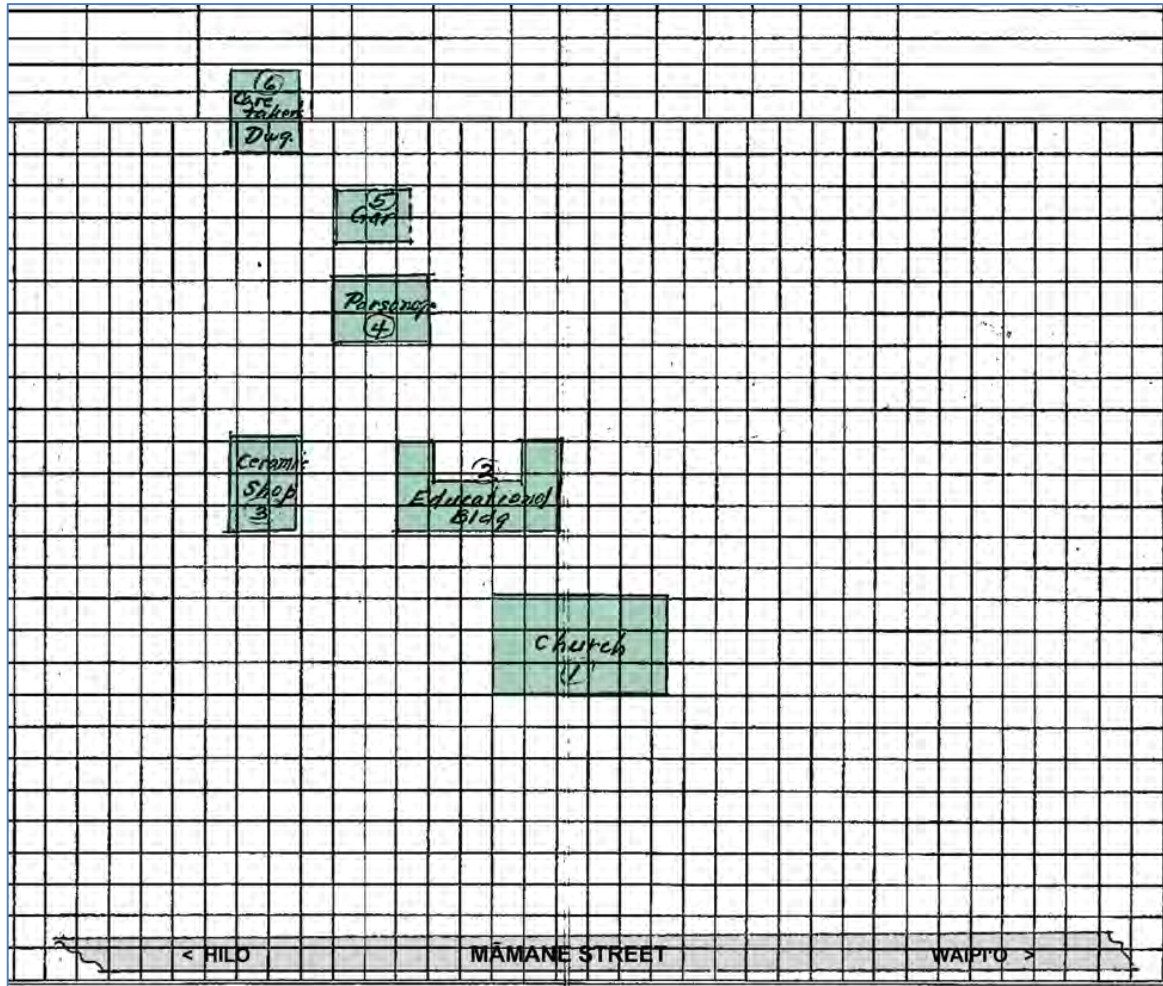 6
Care
takers
Dwg.
5
Gar
Parsonage
4
Ceramic
Shop
3
2
Educational
Bldg
Church
1
< HILO
MĀMANE STREET
WAIPI'O >